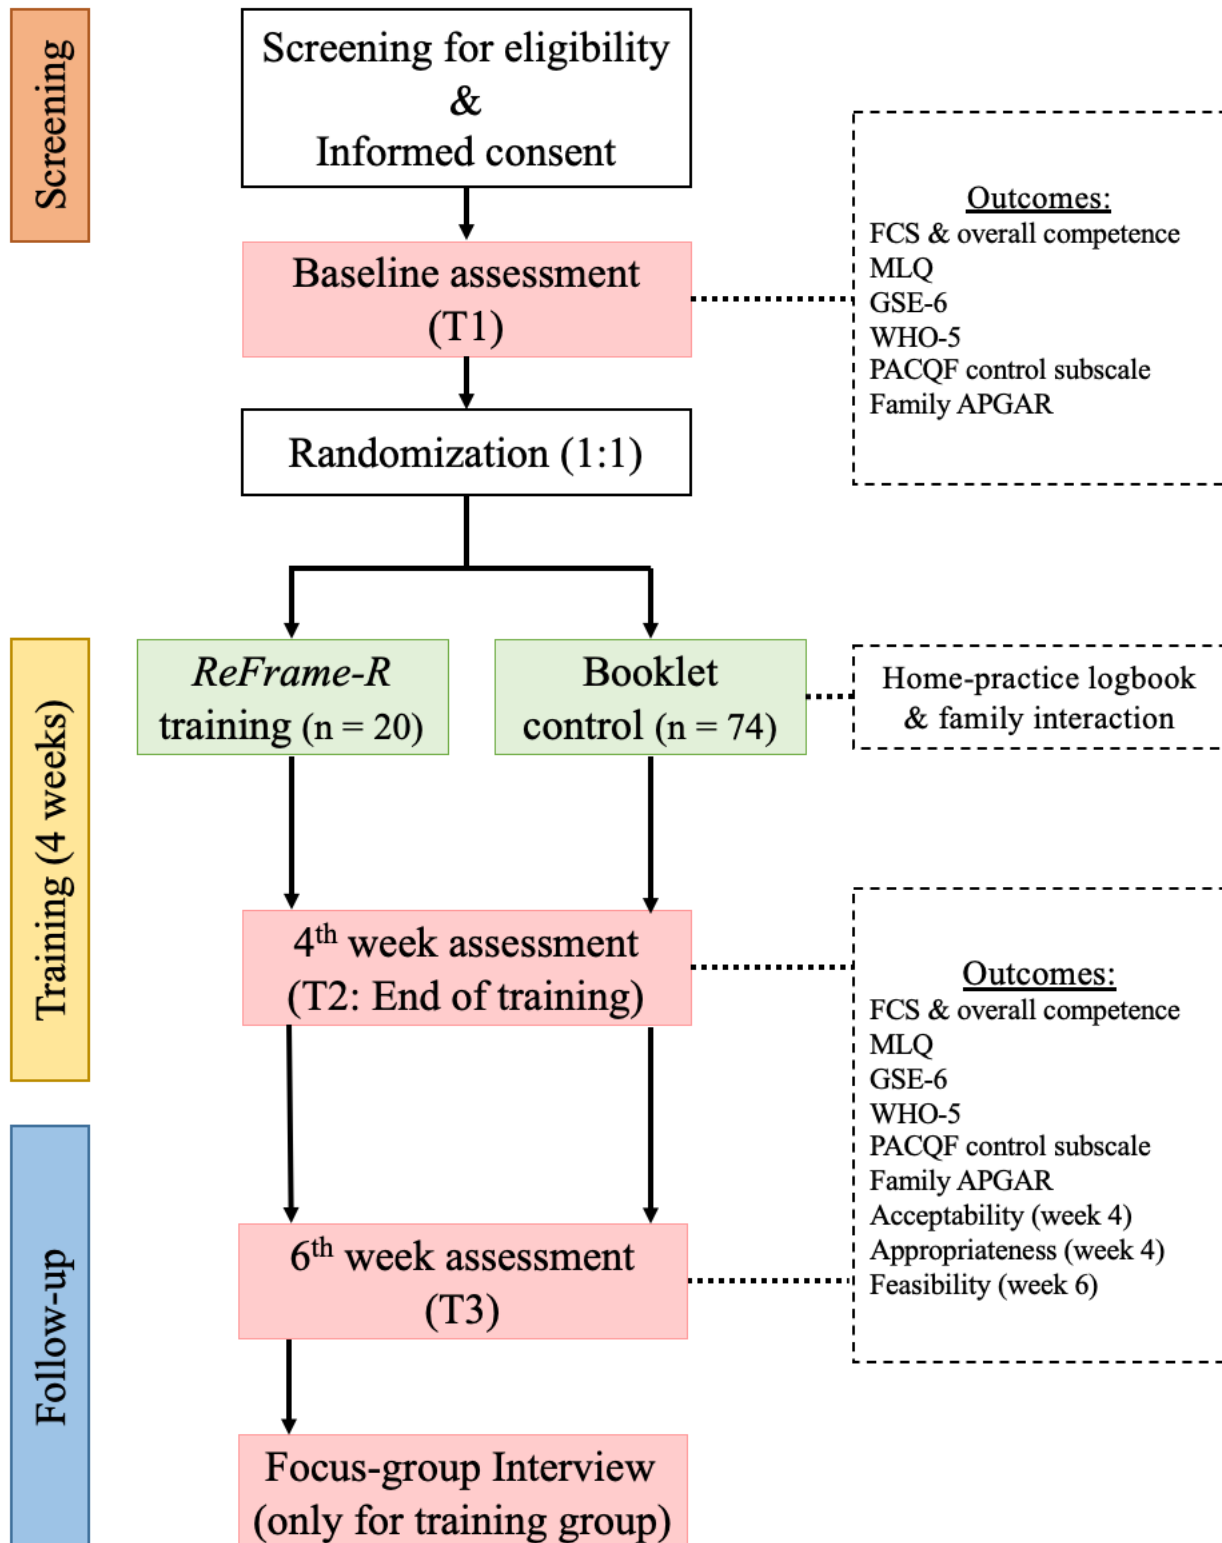 Screening
Screening for eligibility
&
Informed consent
Baseline assessment
(T1)
Outcomes:
FCS & overall competence
MLQ
GSE-6
WHO-5
PACQF control subscale
Family APGAR
Randomization (1:1)
Training (4 weeks)
ReFrame-R
training (n = 20)
Booklet
control (n = 74)
Home-practice logbook
& family interaction
4th week assessment
(T2: End of training)
Outcomes:
FCS & overall competence
MLQ
GSE-6
WHO-5
PACQF control subscale
Family APGAR
Acceptability (week 4)
Appropriateness (week 4)
Feasibility (week 6)
Follow-up
6th week assessment
(T3)
Focus-group Interview
(only for training group)